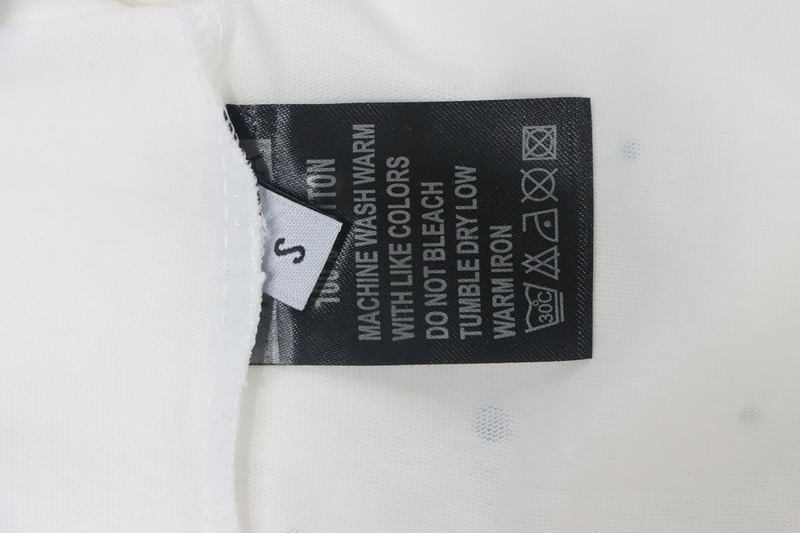 S
MACHINE WASH WARM
WITH LIKE COLORS
DO NOT BLEACH
TUMBLE DRY LOW
WARM IRON
30°C